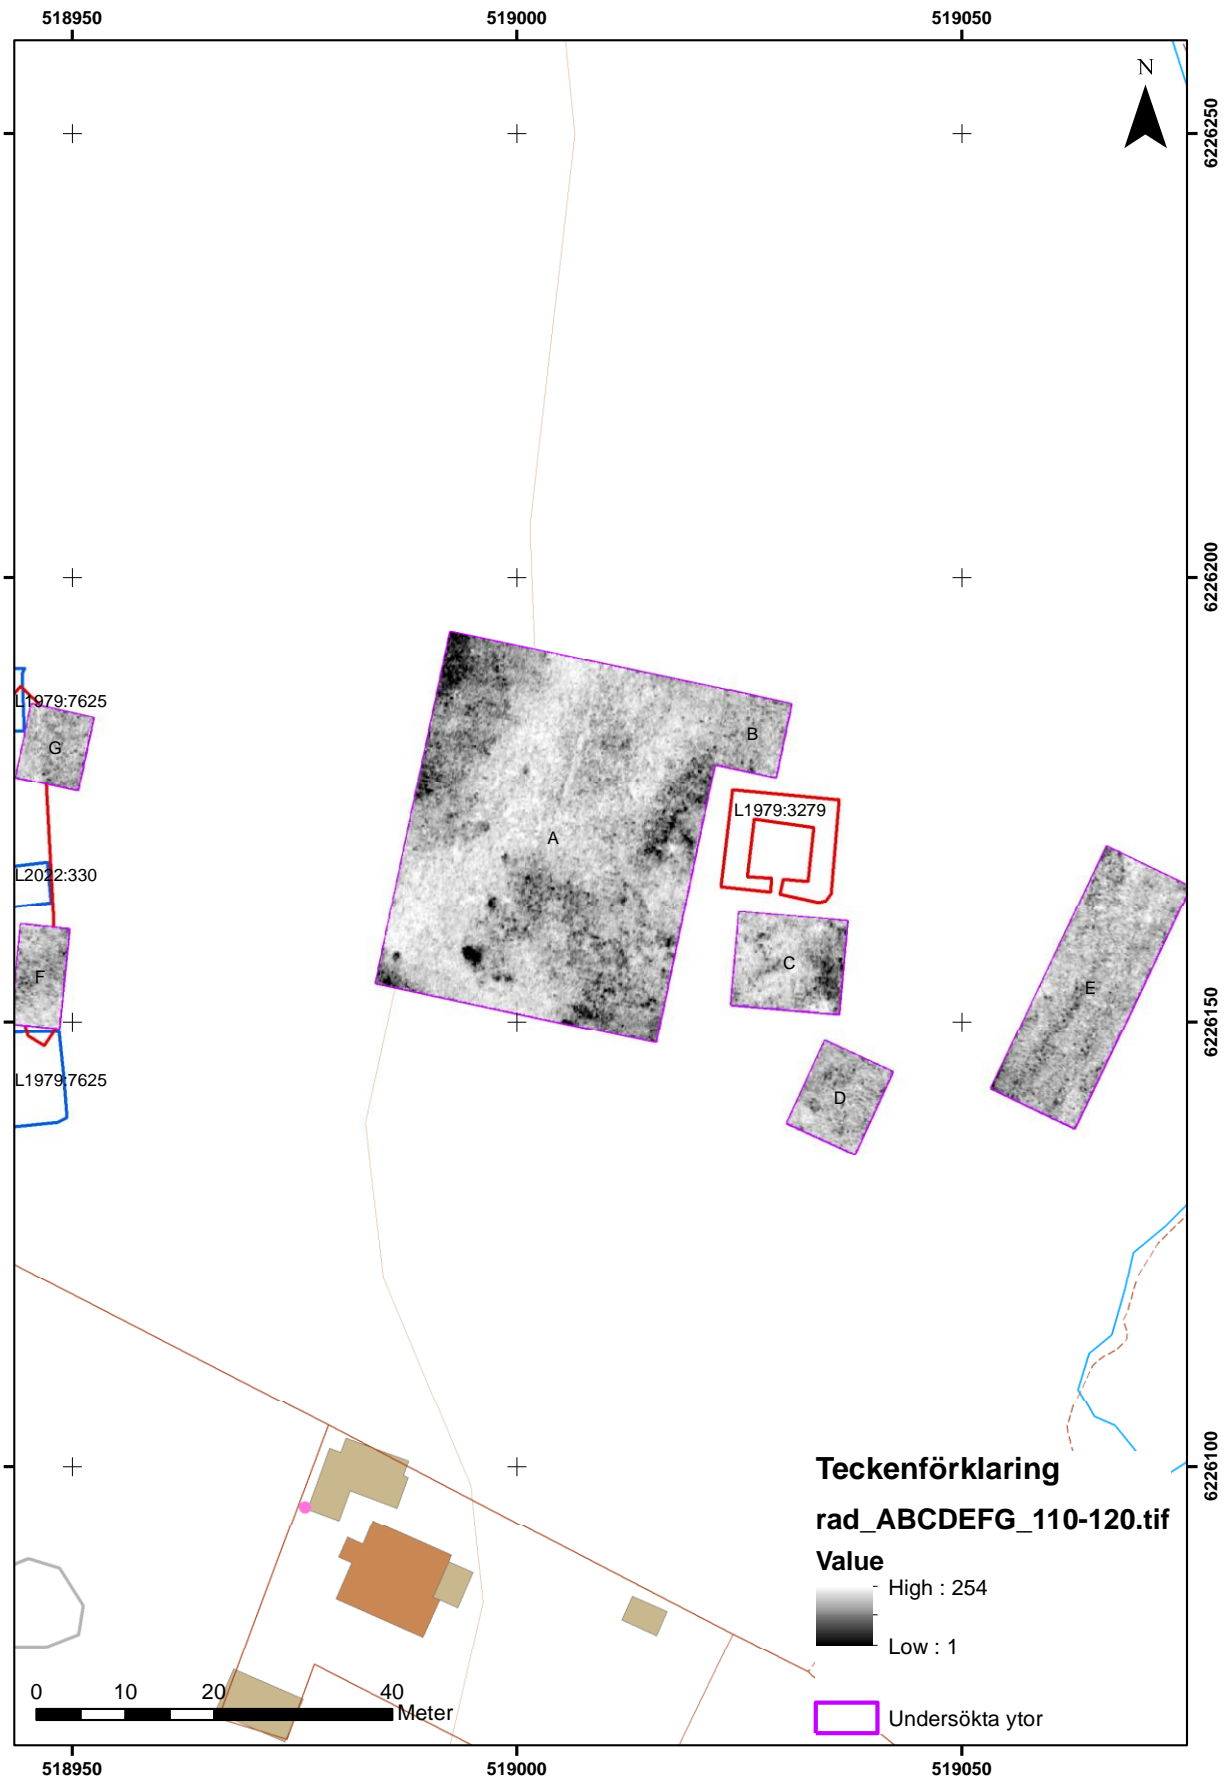 518950 519000 519050
N
6226250
6226200
L1979:7625
B
G
L1979:3279
A
L2022:330
C
F
E
6226150
L1979:7625
D
6226100
Teckenförklaring
rad_ABCDEFG_110-120.tif
Value
High : 254
Low : 1
0 10 20 40
Meter
Undersökta ytor
518950 519000 519050